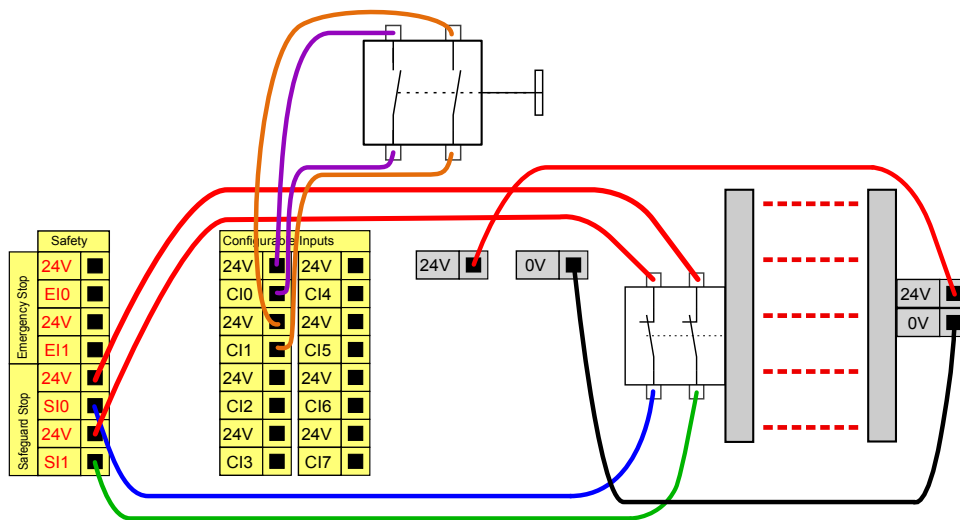 Safety
Emergency Stop
24V
EI0
24V
EI1
Safeguard Stop
24V
SI0
24V
SI1
Configurable Inputs
24V 24V
CI0 CI4
24V 24V
CI1 CI5
24V 24V
CI2 CI6
24V 24V
CI3 CI7
24V
0V
24V
0V